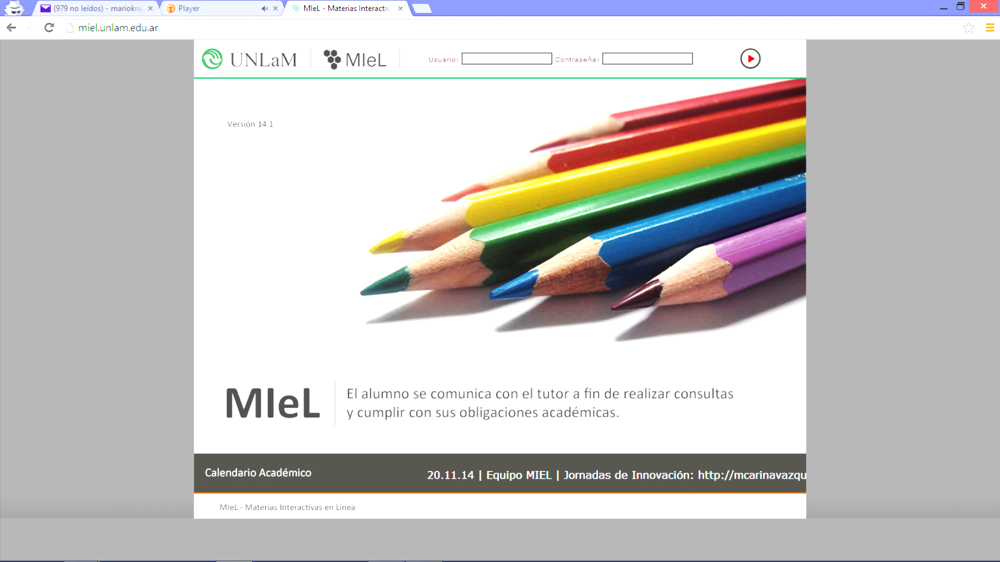 (979 no leídos) - mariokra
Player
MIeL - Materias Interactiv
miel.unlam.edu.ar
UNLaM
MIeL
Usuario:
Contraseña:
Versión 14.1
MIeL
El alumno se comunica con el tutor a fin de realizar consultas
y cumplir con sus obligaciones académicas.
Calendario Académico
20.11.14 | Equipo MIEL | Jornadas de Innovación: http://mcarinavazqu
MIeL - Materias Interactivas en Línea